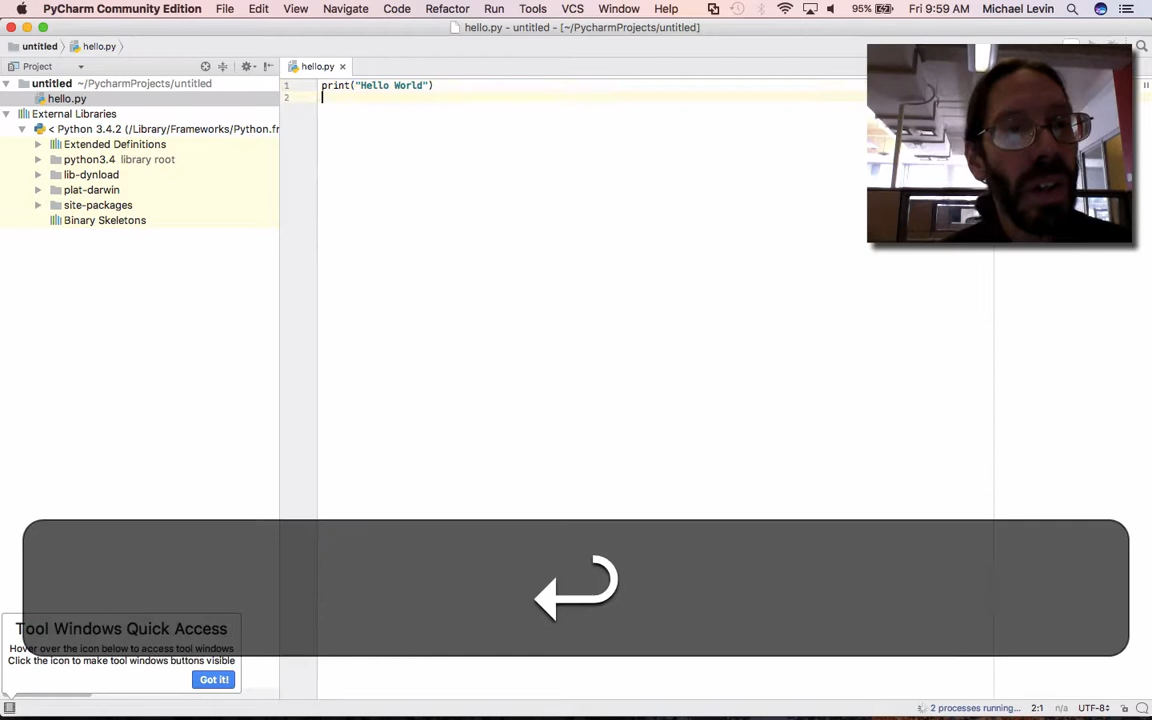 PyCharm Community Edition File Edit View Navigate Code Refactor Run Tools VCS Window Help 95% Fri 9:59 AM Michael Levin
hello.py - untitled - [~/PycharmProjects/untitled]
untitled hello.py
Project
hello.py
untitled ~/PycharmProjects/untitled
hello.py
External Libraries
< Python 3.4.2 (/Library/Frameworks/Python.fr
Extended Definitions
python3.4 library root
lib-dynload
plat-darwin
site-packages
Binary Skeletons
1 print("Hello World")
2
Tool Windows Quick Access
Hover over the icon below to access tool windows
Click the icon to make tool windows buttons visible
Got it!
2 processes running... 2:1 n/a UTF-8